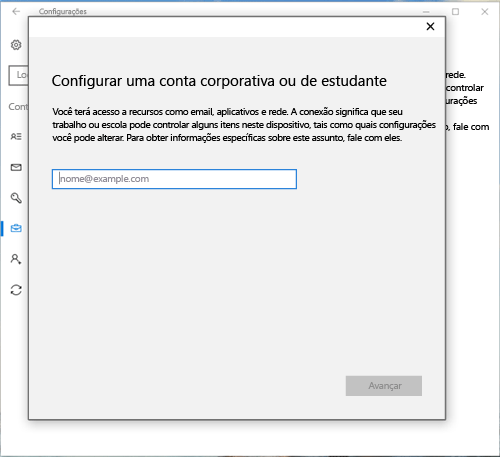 Configurações
Configurar uma conta corporativa ou de estudante
Você terá acesso a recursos como email, aplicativos e rede. A conexão significa que seu
trabalho ou escola pode controlar alguns itens neste dispositivo, tais como quais configurações
você pode alterar. Para obter informações específicas sobre este assunto, fale com eles.
nome@example.com
Avançar
Lo
Cont
rede.
controlar
rações
o, fale com